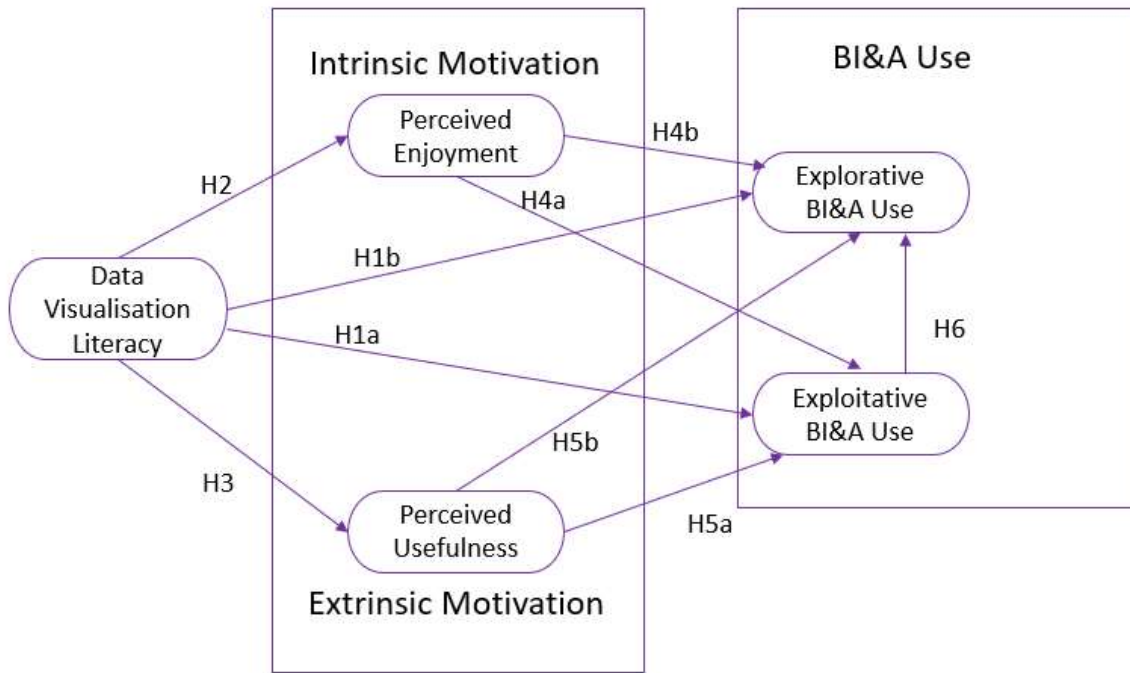 Intrinsic Motivation
BI&A Use
Perceived
Enjoyment
H4b
Explorative
BI&A Use
H2
H4a
H1b
Data
Visualisation
Literacy
H1a
H6
Exploitative
BI&A Use
H5b
H3
Perceived
Usefulness
H5a
Extrinsic Motivation